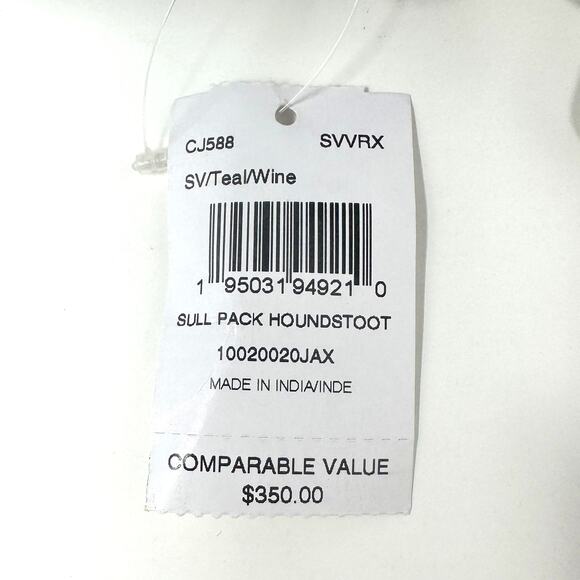 CJ588 SVVRX
SV/Teal/Wine
1 95031 94921 0
SULL PACK HOUNDSTOOT
10020020JAX
MADE IN INDIA/INDE
COMPARABLE VALUE
$350.00